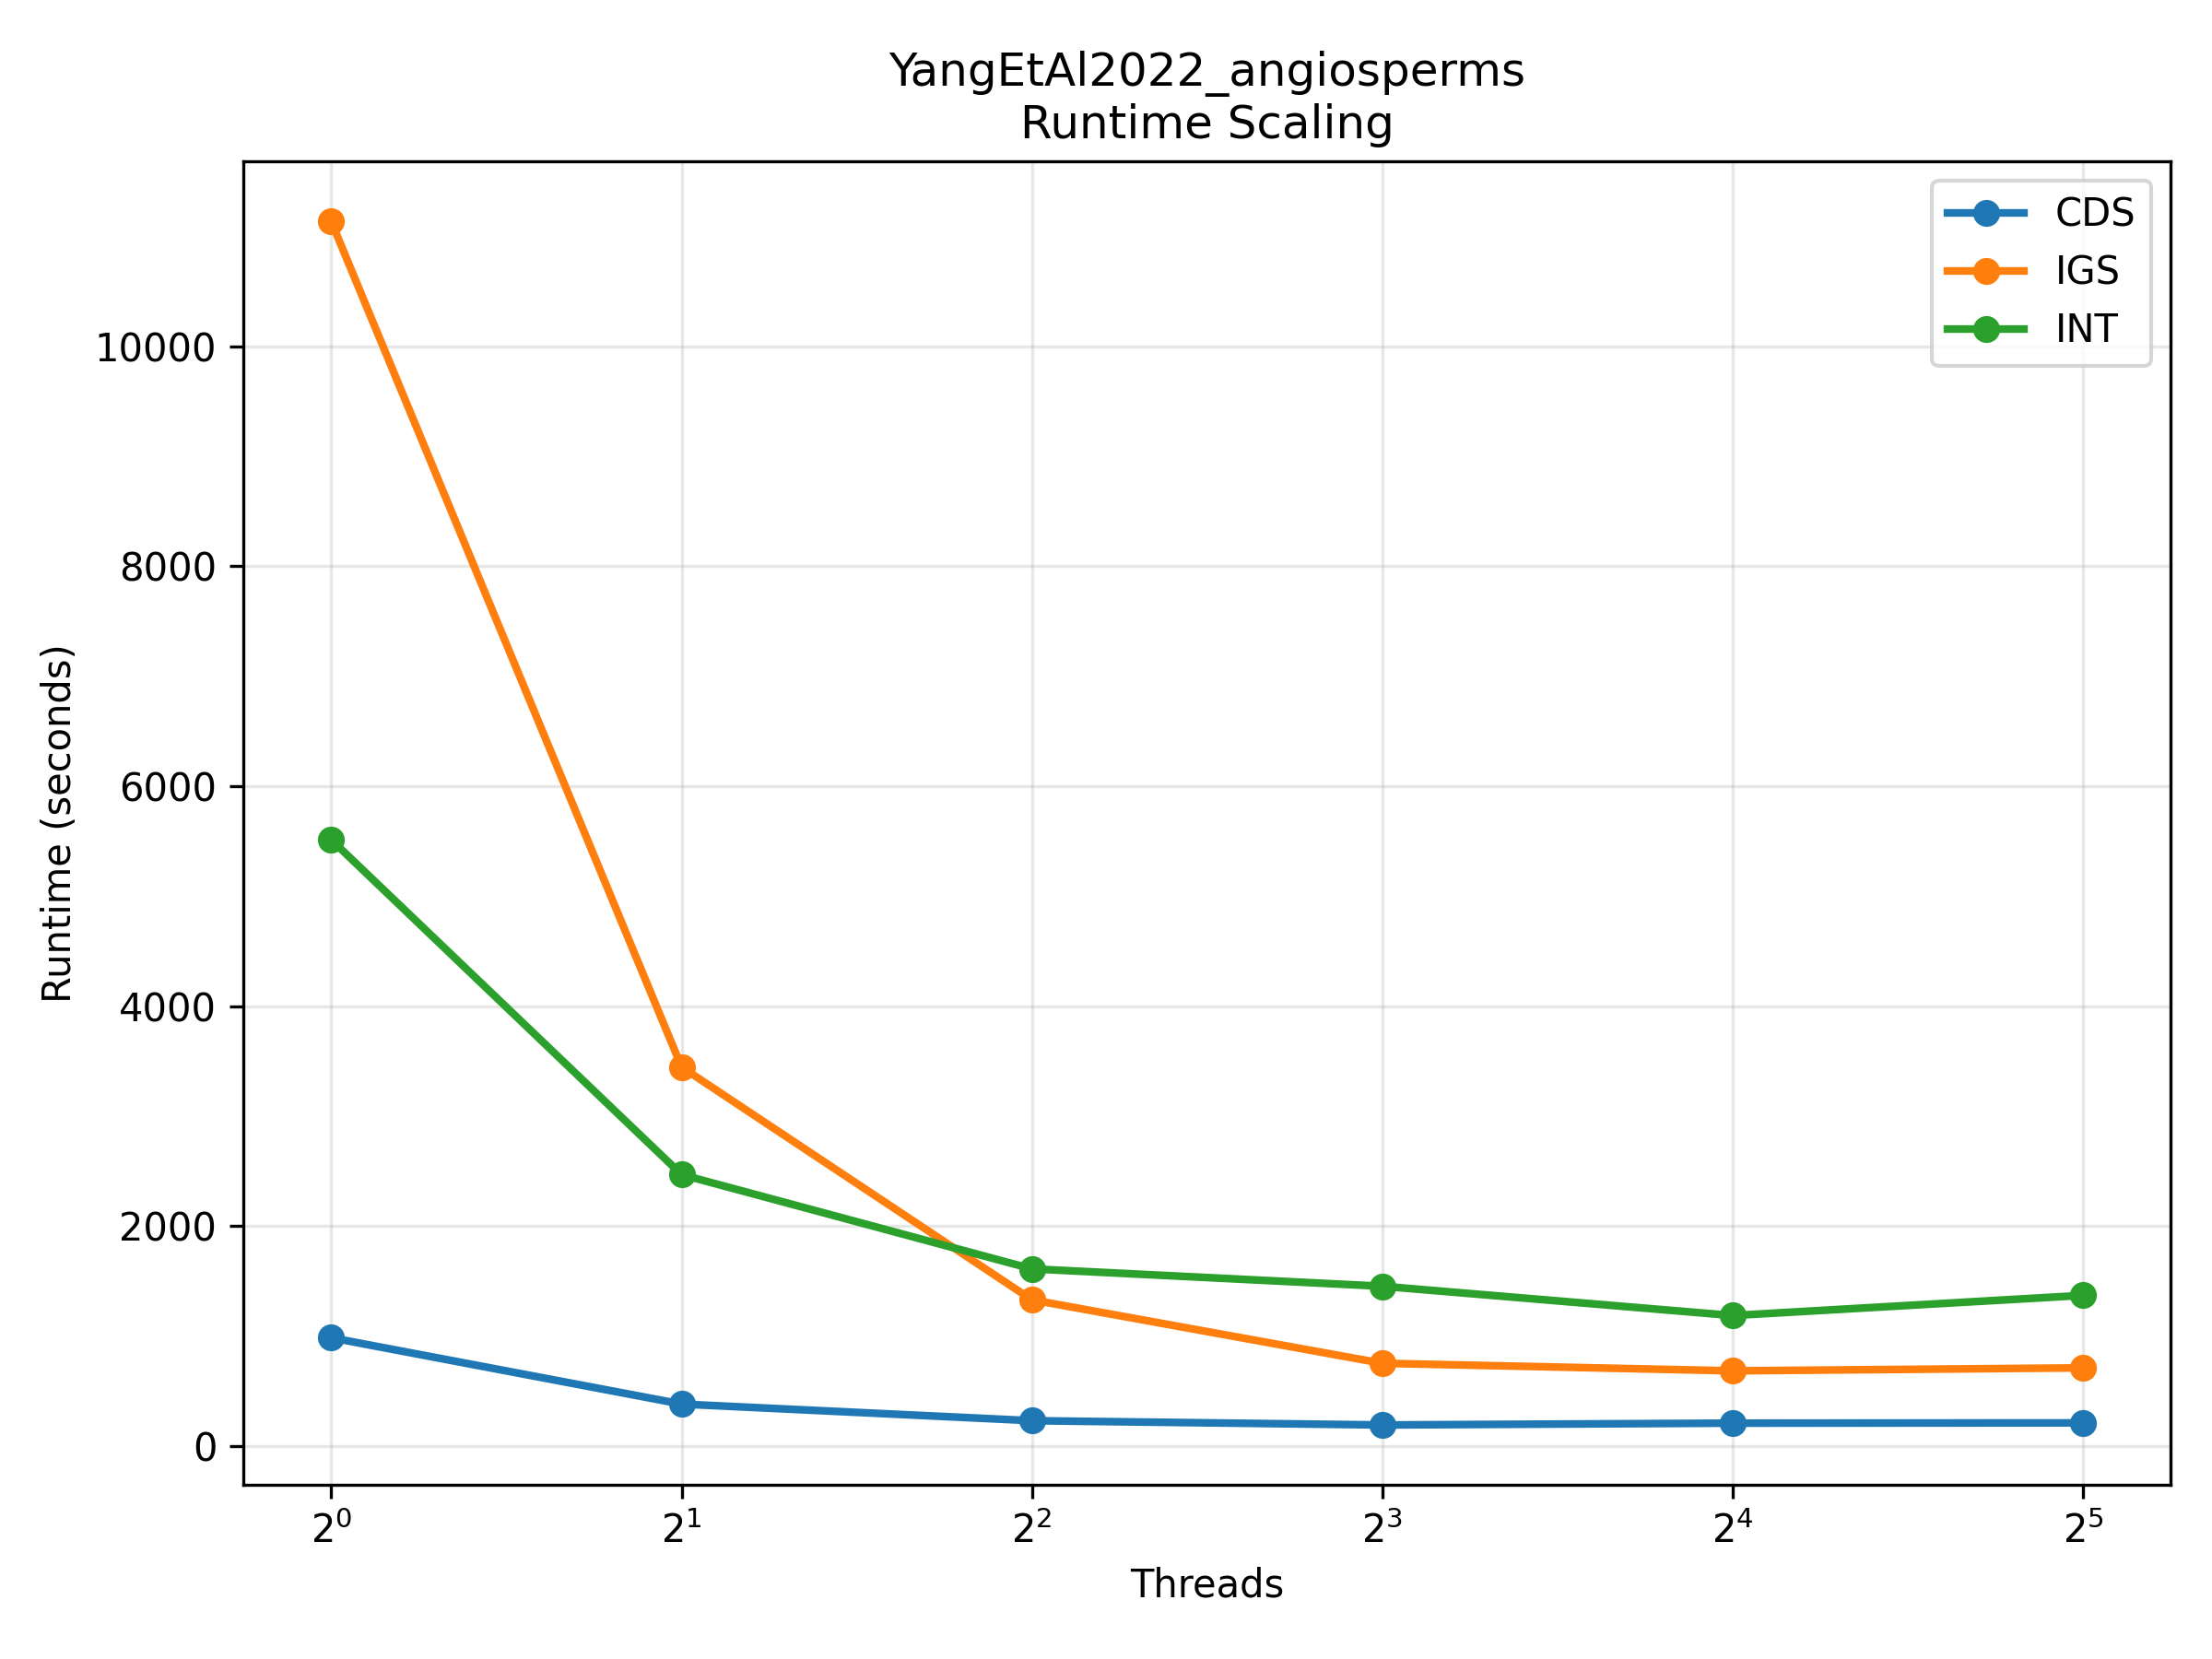 YangEtAl2022_angiosperms
Runtime Scaling
CDS
IGS
INT
Runtime (seconds)
10000
8000
6000
4000
2000
0
2⁰ 2¹ 2² 2³ 2⁴ 2⁵
Threads